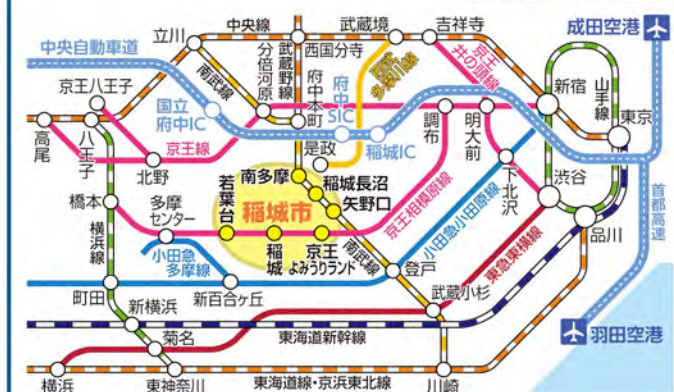 中央線
武蔵境
吉祥寺
成田空港
立川
中央自動車道
分倍河原
武蔵野線
西国分寺
西武多摩川線
京王井の頭線
南武線
府中本町
府中SIC
新宿
山手線
京王八王子
国立府中IC
東京
高尾
八王子
京王線
是政
稲城IC
調布
明大前
北野
南多摩
下北沢
渋谷
若葉台
稲城長沼
橋本
多摩センター
稲城市
矢野口
京王相模原線
小田急小田原線
首都高速
横浜線
稲城
京王よみうりランド
南武線
東急東横線
品川
小田急多摩線
登戸
町田
新百合ヶ丘
武蔵小杉
新横浜
菊名
東海道新幹線
羽田空港
横浜
東神奈川
東海道線・京浜東北線
川崎